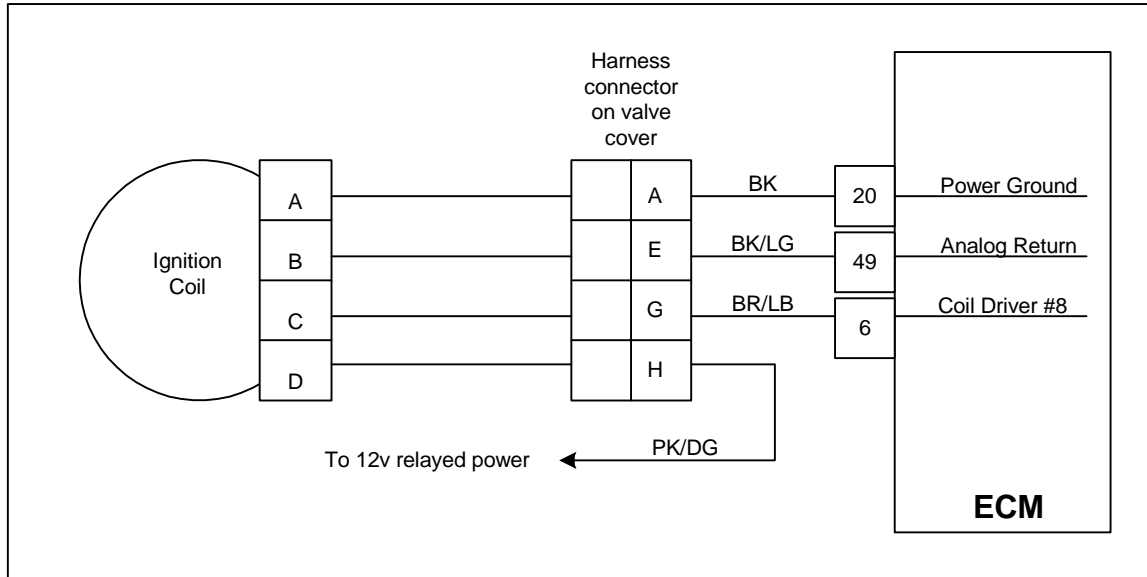 Harness
connector
on valve
cover
Ignition
Coil
A
B
C
D
A
E
G
H
BK
BK/LG
BR/LB
PK/DG
20
49
6
Power Ground
Analog Return
Coil Driver #8
To 12v relayed power
ECM